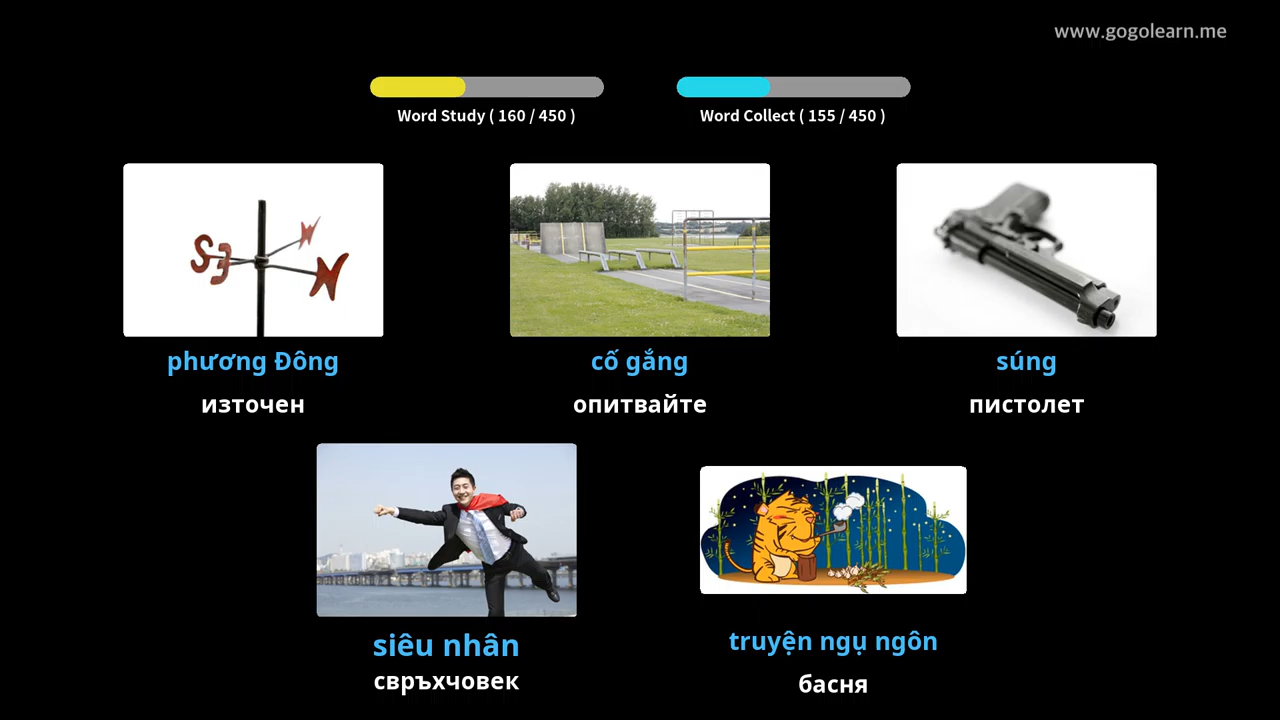 www.gogolearn.me
Word Study ( 160 / 450 )
Word Collect ( 155 / 450 )
phương Đông
cố gắng
súng
източен
опитвайте
пистолет
siêu nhân
truyện ngụ ngôn
свръхчовек
басня